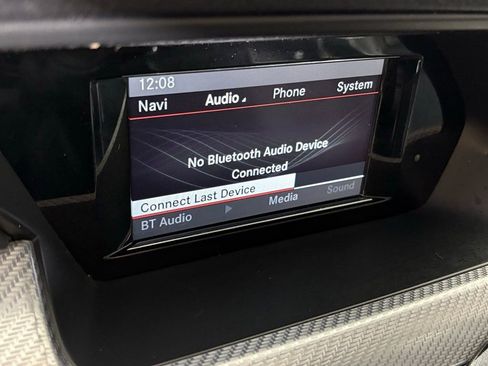 12:08
Navi Audio Phone System
No Bluetooth Audio Device
Connected
Connect Last Device
BT Audio Media Sound